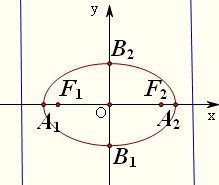 y
B₂
F₁ F₂
A₁ O A₂ x
B₁